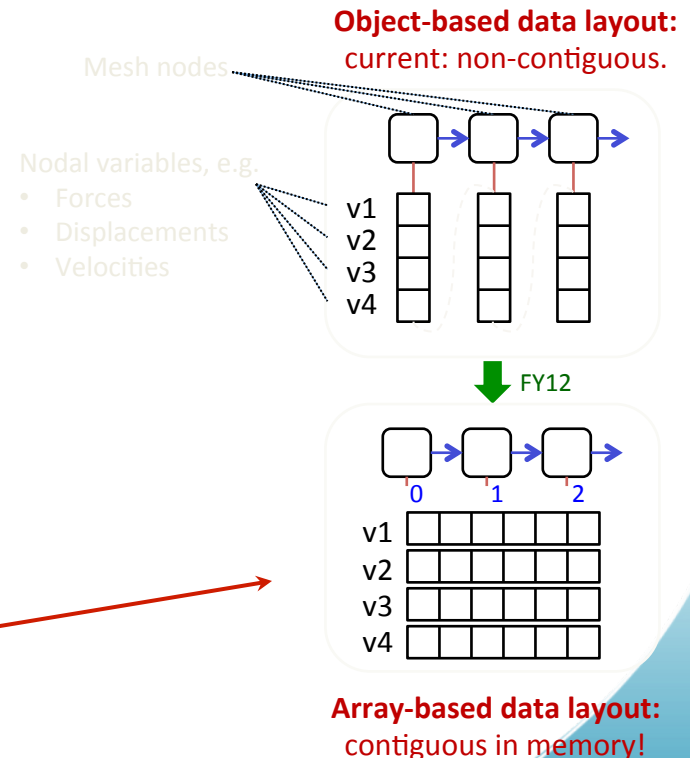 Object-based data layout:
current: non-contiguous.
Mesh nodes
Nodal variables, e.g.
• Forces
• Displacements
• Velocities
v1
v2
v3
v4
FY12
0 1 2
v1
v2
v3
v4
Array-based data layout:
contiguous in memory!